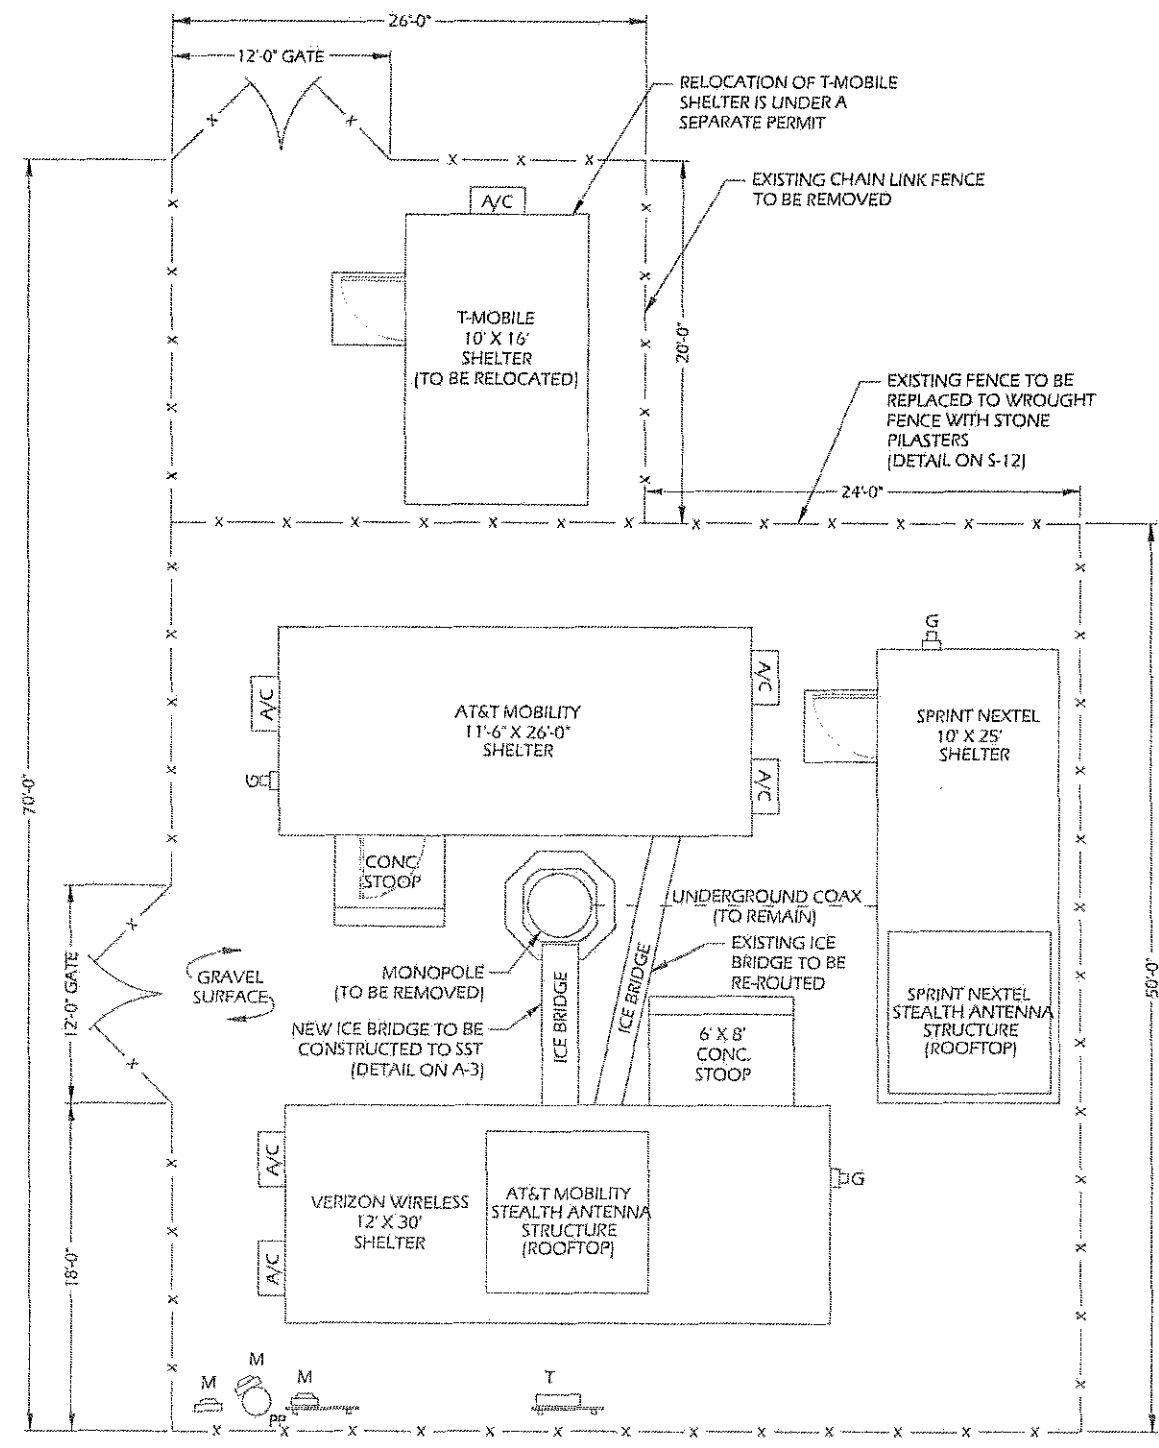 26'-0"
12'-0" GATE
RELOCATION OF T-MOBILE
SHELTER IS UNDER A
SEPARATE PERMIT
EXISTING CHAIN LINK FENCE
TO BE REMOVED
A/C
T-MOBILE
10' X 16'
SHELTER
(TO BE RELOCATED)
20'-0"
EXISTING FENCE TO BE
REPLACED TO WROUGHT
FENCE WITH STONE
PILASTERS
(DETAIL ON S-12)
24'-0"
70'-0"
G
A/C
A/C
AT&T MOBILITY
11'-6" X 26'-0"
SHELTER
SPRINT NEXTEL
10' X 25'
SHELTER
G
A/C
CONC.
STOOP
UNDERGROUND COAX
(TO REMAIN)
EXISTING ICE
BRIDGE TO BE
RE-ROUTED
12'-0" GATE
GRAVEL
SURFACE
MONOPOLE
(TO BE REMOVED)
NEW ICE BRIDGE TO BE
CONSTRUCTED TO SST
(DETAIL ON A-3)
ICE BRIDGE
ICE BRIDGE
6' X 8'
CONC.
STOOP
SPRINT NEXTEL
STEALTH ANTENNA
STRUCTURE
(ROOFTOP)
50'-0"
18'-0"
A/C
A/C
VERIZON WIRELESS
12' X 30'
SHELTER
AT&T MOBILITY
STEALTH ANTENNA
STRUCTURE
(ROOFTOP)
G
M
M
M
PP
T